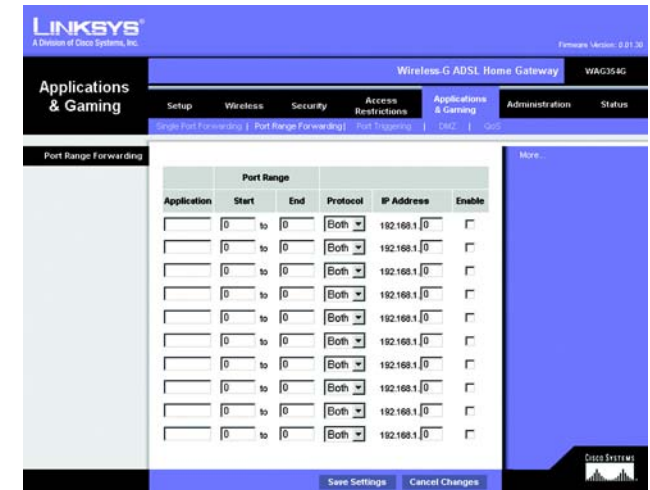 LINKSYS®
A Division of Cisco Systems, Inc.
Firmware Version: 0.01.30
Wireless-G ADSL Home Gateway WAG354G
Applications & Gaming
Setup Wireless Security Access Restrictions Applications & Gaming Administration Status
Single Port Forwarding | Port Range Forwarding | Port Triggering | DMZ | QoS
Port Range Forwarding
More...
Port Range
Application Start End Protocol IP Address Enable
0 to 0 Both 192.168.1. 0
0 to 0 Both 192.168.1. 0
0 to 0 Both 192.168.1. 0
0 to 0 Both 192.168.1. 0
0 to 0 Both 192.168.1. 0
0 to 0 Both 192.168.1. 0
0 to 0 Both 192.168.1. 0
0 to 0 Both 192.168.1. 0
0 to 0 Both 192.168.1. 0
0 to 0 Both 192.168.1. 0
Save Settings Cancel Changes
CISCO SYSTEMS